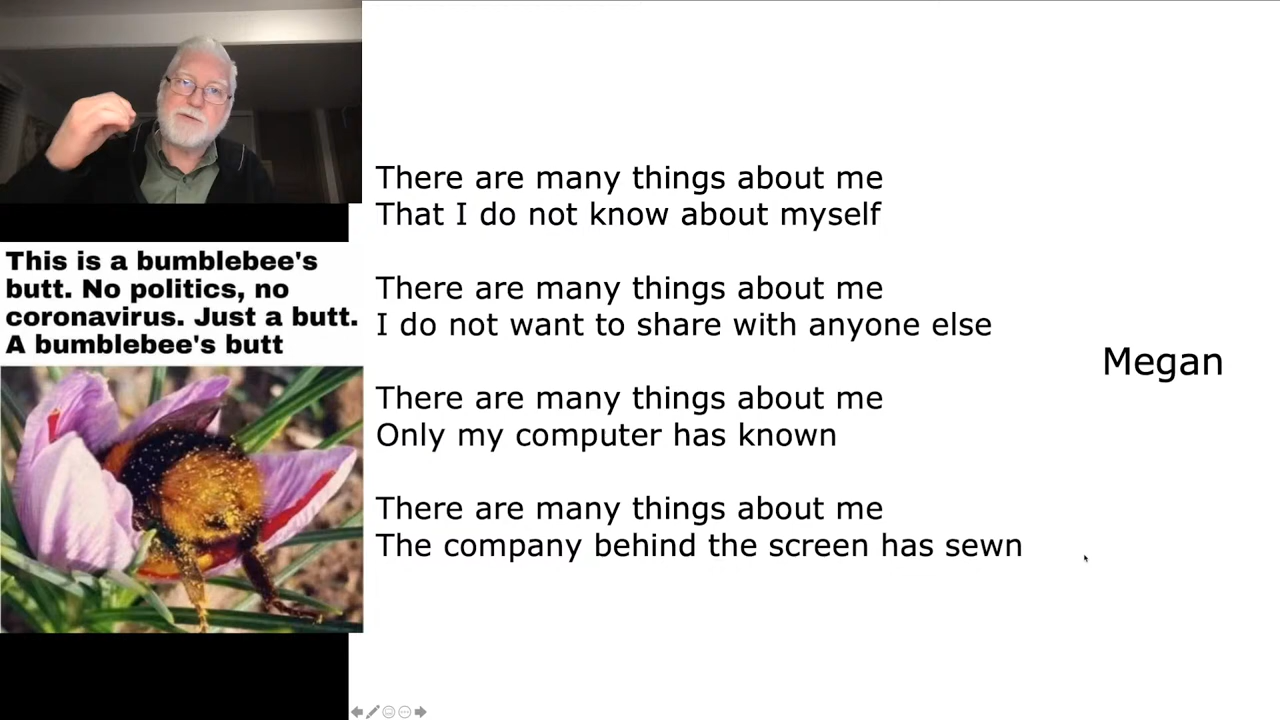 This is a bumblebee's
butt. No politics, no
coronavirus. Just a butt.
A bumblebee's butt
There are many things about me
That I do not know about myself
There are many things about me
I do not want to share with anyone else
There are many things about me
Only my computer has known
There are many things about me
The company behind the screen has sewn
Megan